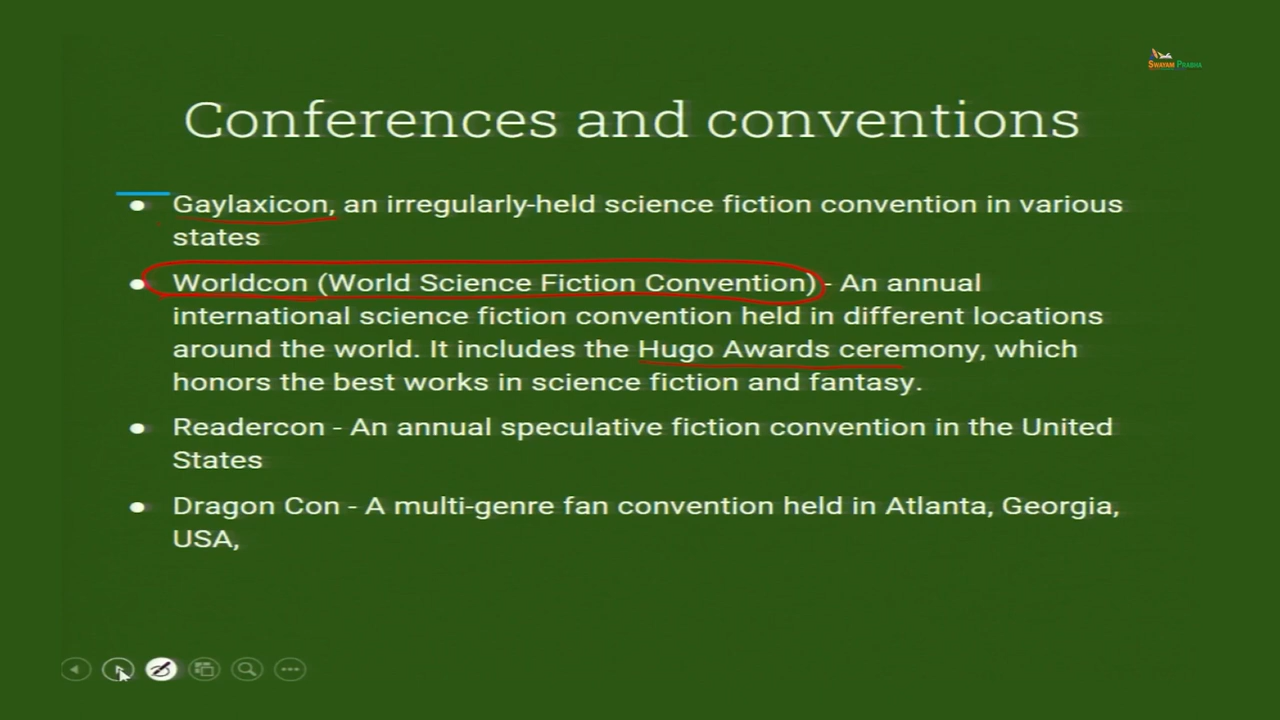 SWAYAM PRABHA
Conferences and conventions
● Gaylaxicon, an irregularly-held science fiction convention in various
states
● Worldcon (World Science Fiction Convention) - An annual
international science fiction convention held in different locations
around the world. It includes the Hugo Awards ceremony, which
honors the best works in science fiction and fantasy.
● Readercon - An annual speculative fiction convention in the United
States
● Dragon Con - A multi-genre fan convention held in Atlanta, Georgia,
USA,